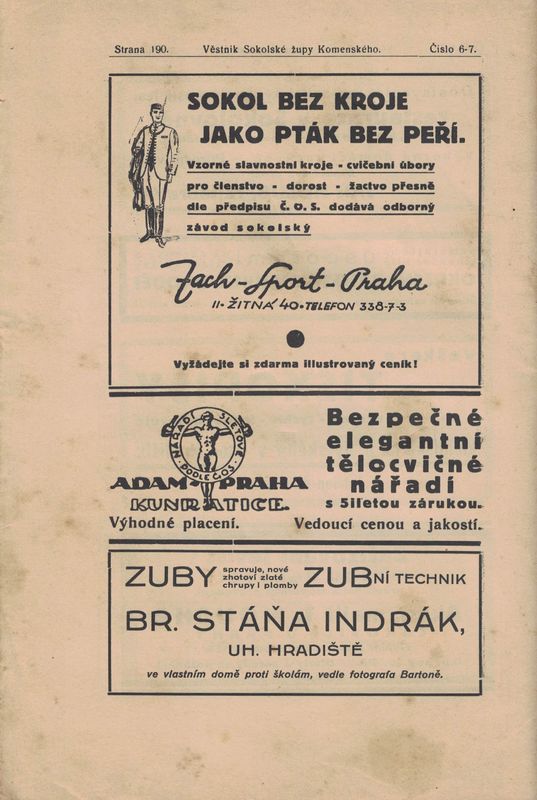 Strana 190. Věstník Sokolské župy Komenského. Číslo 6-7.
SOKOL BEZ KROJE
JAKO PTÁK BEZ PEŘÍ.
Vzorné slavnostní kroje - cvičební úbory
pro členstvo - dorost - žactvo přesně
dle předpisu Č. O. S. dodává odborný
závod sokolský
Zach-Sport-Praha
II-ŽITNÁ 40-TELEFON 338-7-3
Vyžádejte si zdarma illustrovaný ceník!
NÁŘADÍ SLETOVÉ
PODLE Č.O.S.
ADAM-PRAHA
KUNRATICE.
Výhodné placení.
Bezpečné
elegantní
tělocvičné
nářadí
s 5iletou zárukou.
Vedoucí cenou a jakostí.
ZUBY spravuje, nové
zhotoví zlaté
chrupy i plomby ZUBNÍ TECHNIK
BR. STÁŇA INDRÁK,
UH. HRADIŠTĚ
ve vlastním domě proti školám, vedle fotografa Bartoně.